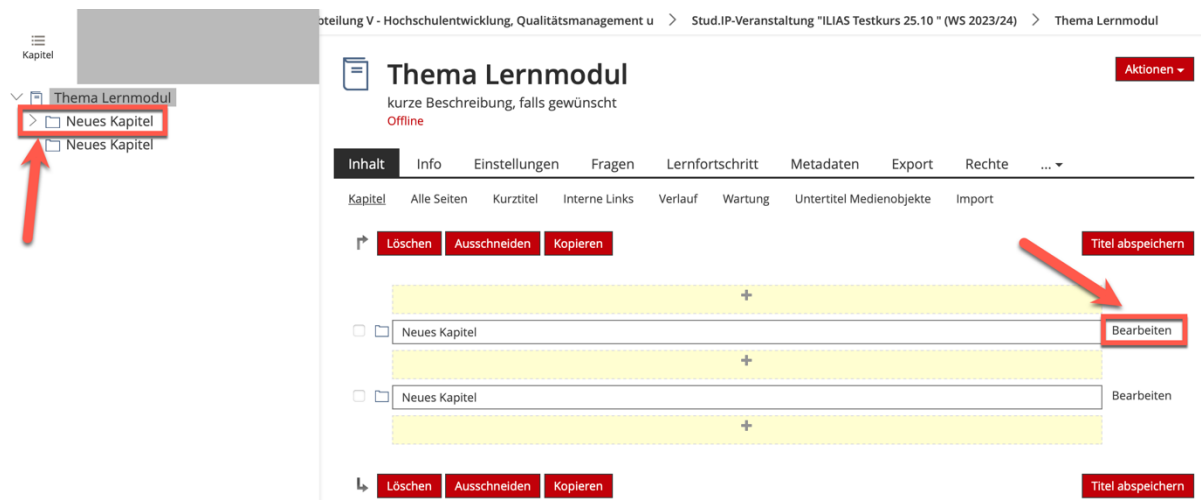 oteilung V - Hochschulentwicklung, Qualitätsmanagement u > Stud.IP-Veranstaltung "ILIAS Testkurs 25.10 " (WS 2023/24) > Thema Lernmodul
Kapitel
Thema Lernmodul
Neues Kapitel
Neues Kapitel
Thema Lernmodul
Aktionen
kurze Beschreibung, falls gewünscht
Offline
Inhalt Info Einstellungen Fragen Lernfortschritt Metadaten Export Rechte ...
Kapitel Alle Seiten Kurztitel Interne Links Verlauf Wartung Untertitel Medienobjekte Import
Löschen Ausschneiden Kopieren Titel abspeichern
+
Neues Kapitel Bearbeiten
+
Neues Kapitel Bearbeiten
+
Löschen Ausschneiden Kopieren Titel abspeichern